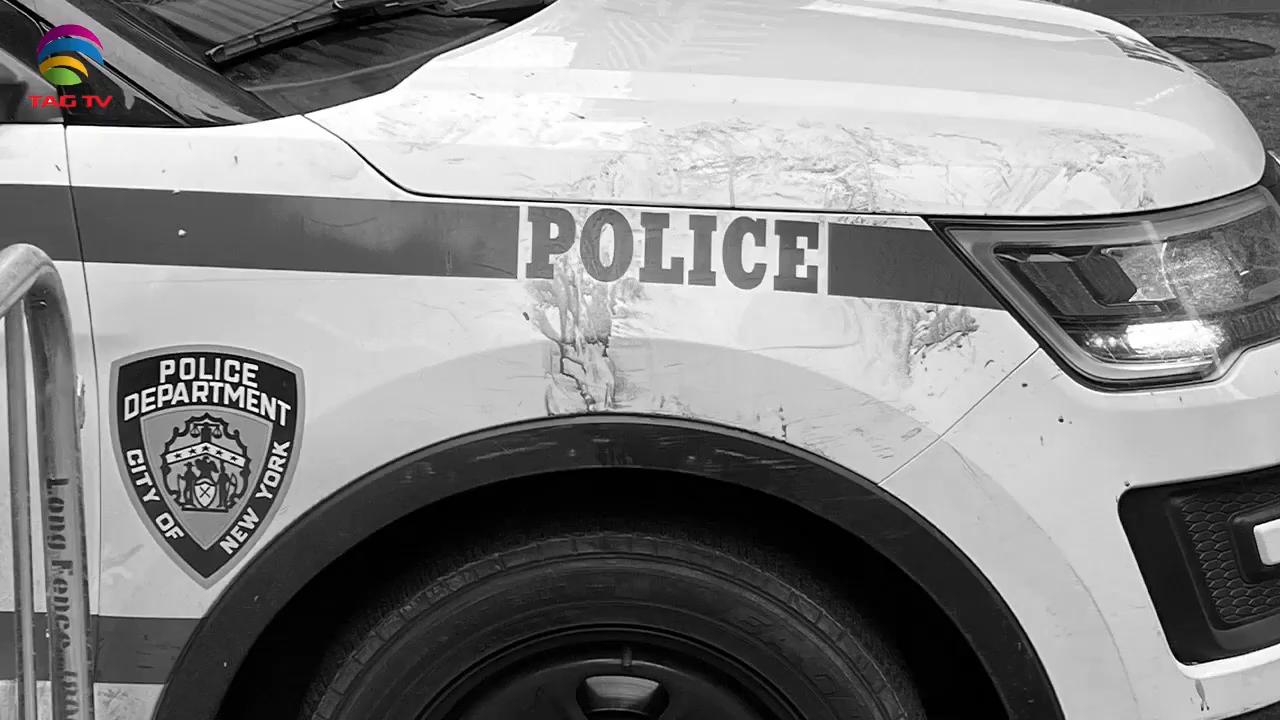 TAG TV
POLICE
POLICE
DEPARTMENT
CITY OF
NEW YORK
Long Fence